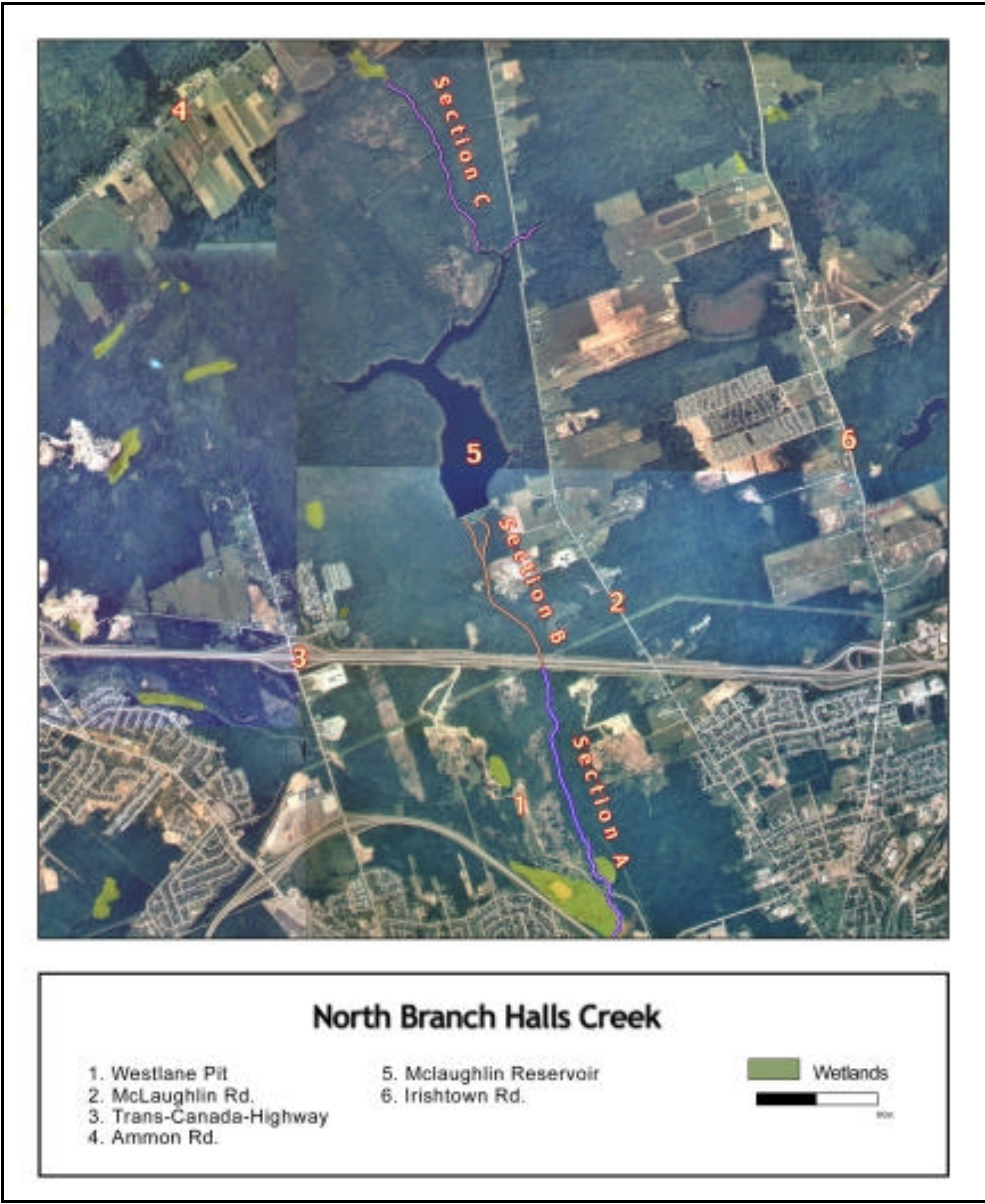 4
Section C
5
6
Section B
2
3
Section A
1
North Branch Halls Creek
1. Westlane Pit
2. McLaughlin Rd.
3. Trans-Canada-Highway
4. Ammon Rd.
5. Mclaughlin Reservoir
6. Irishtown Rd.
Wetlands